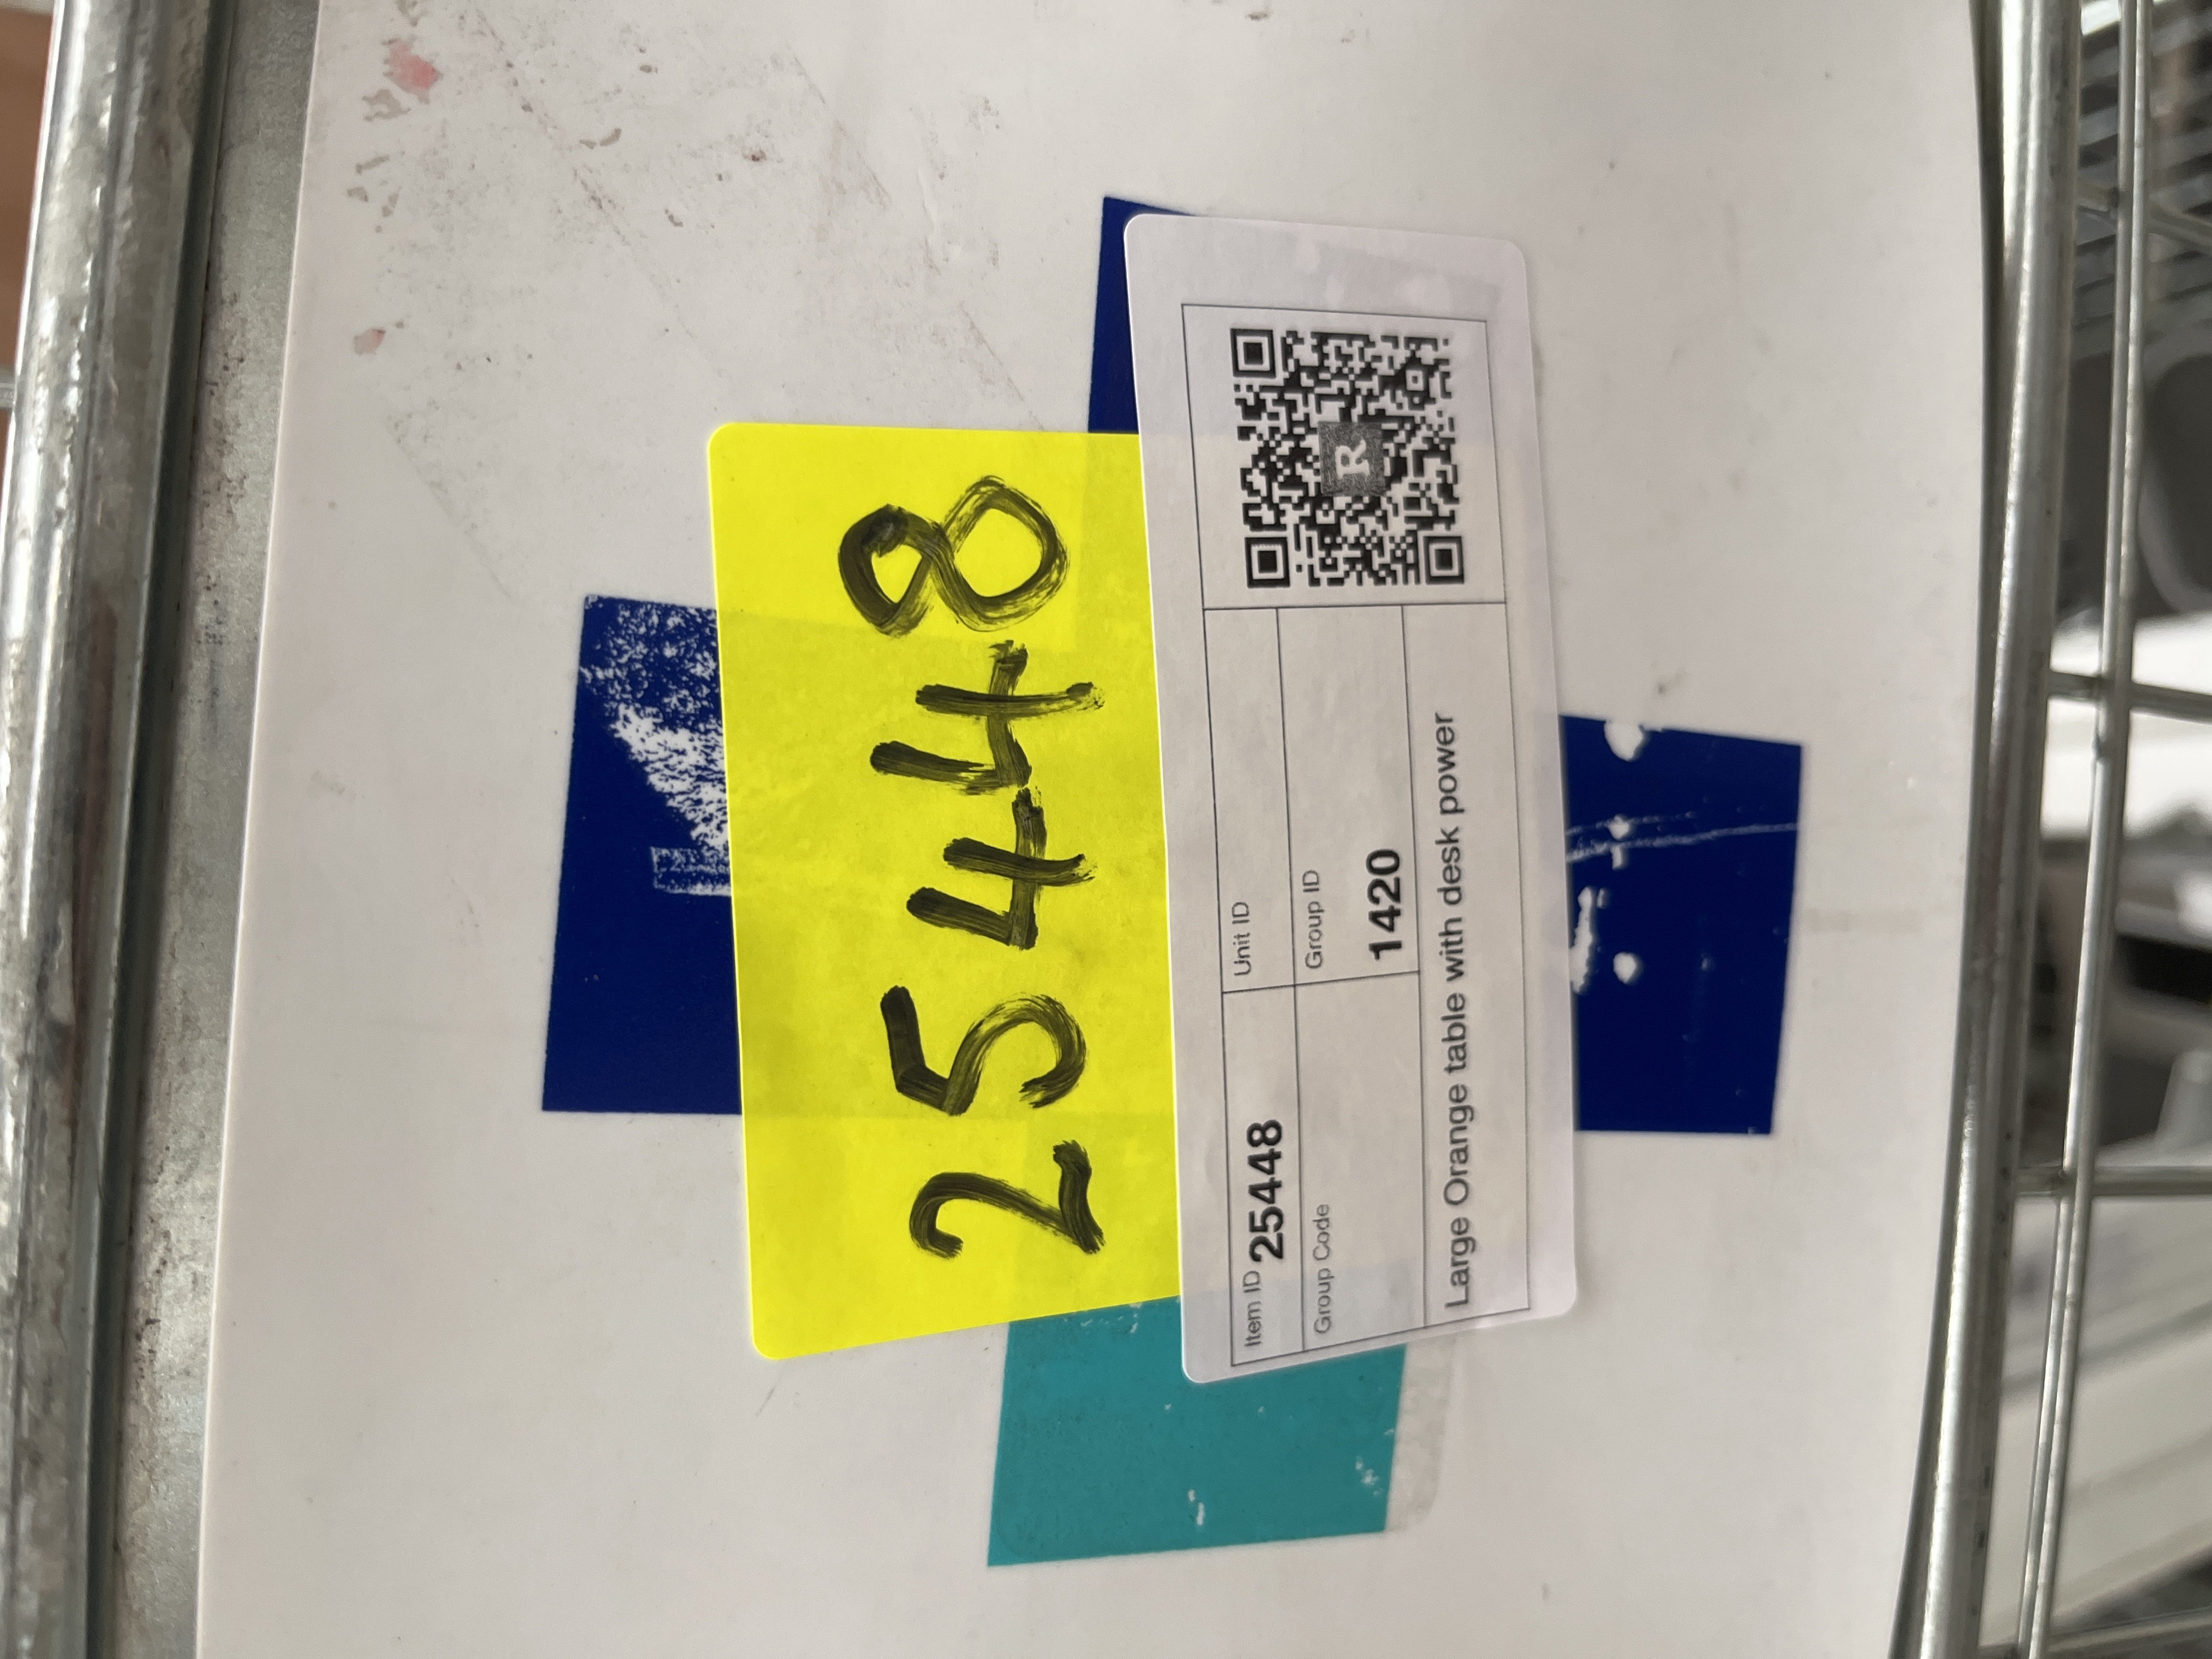 25448
Item ID 25448
Unit ID
Group Code
Group ID
1420
Large Orange table with desk power
R